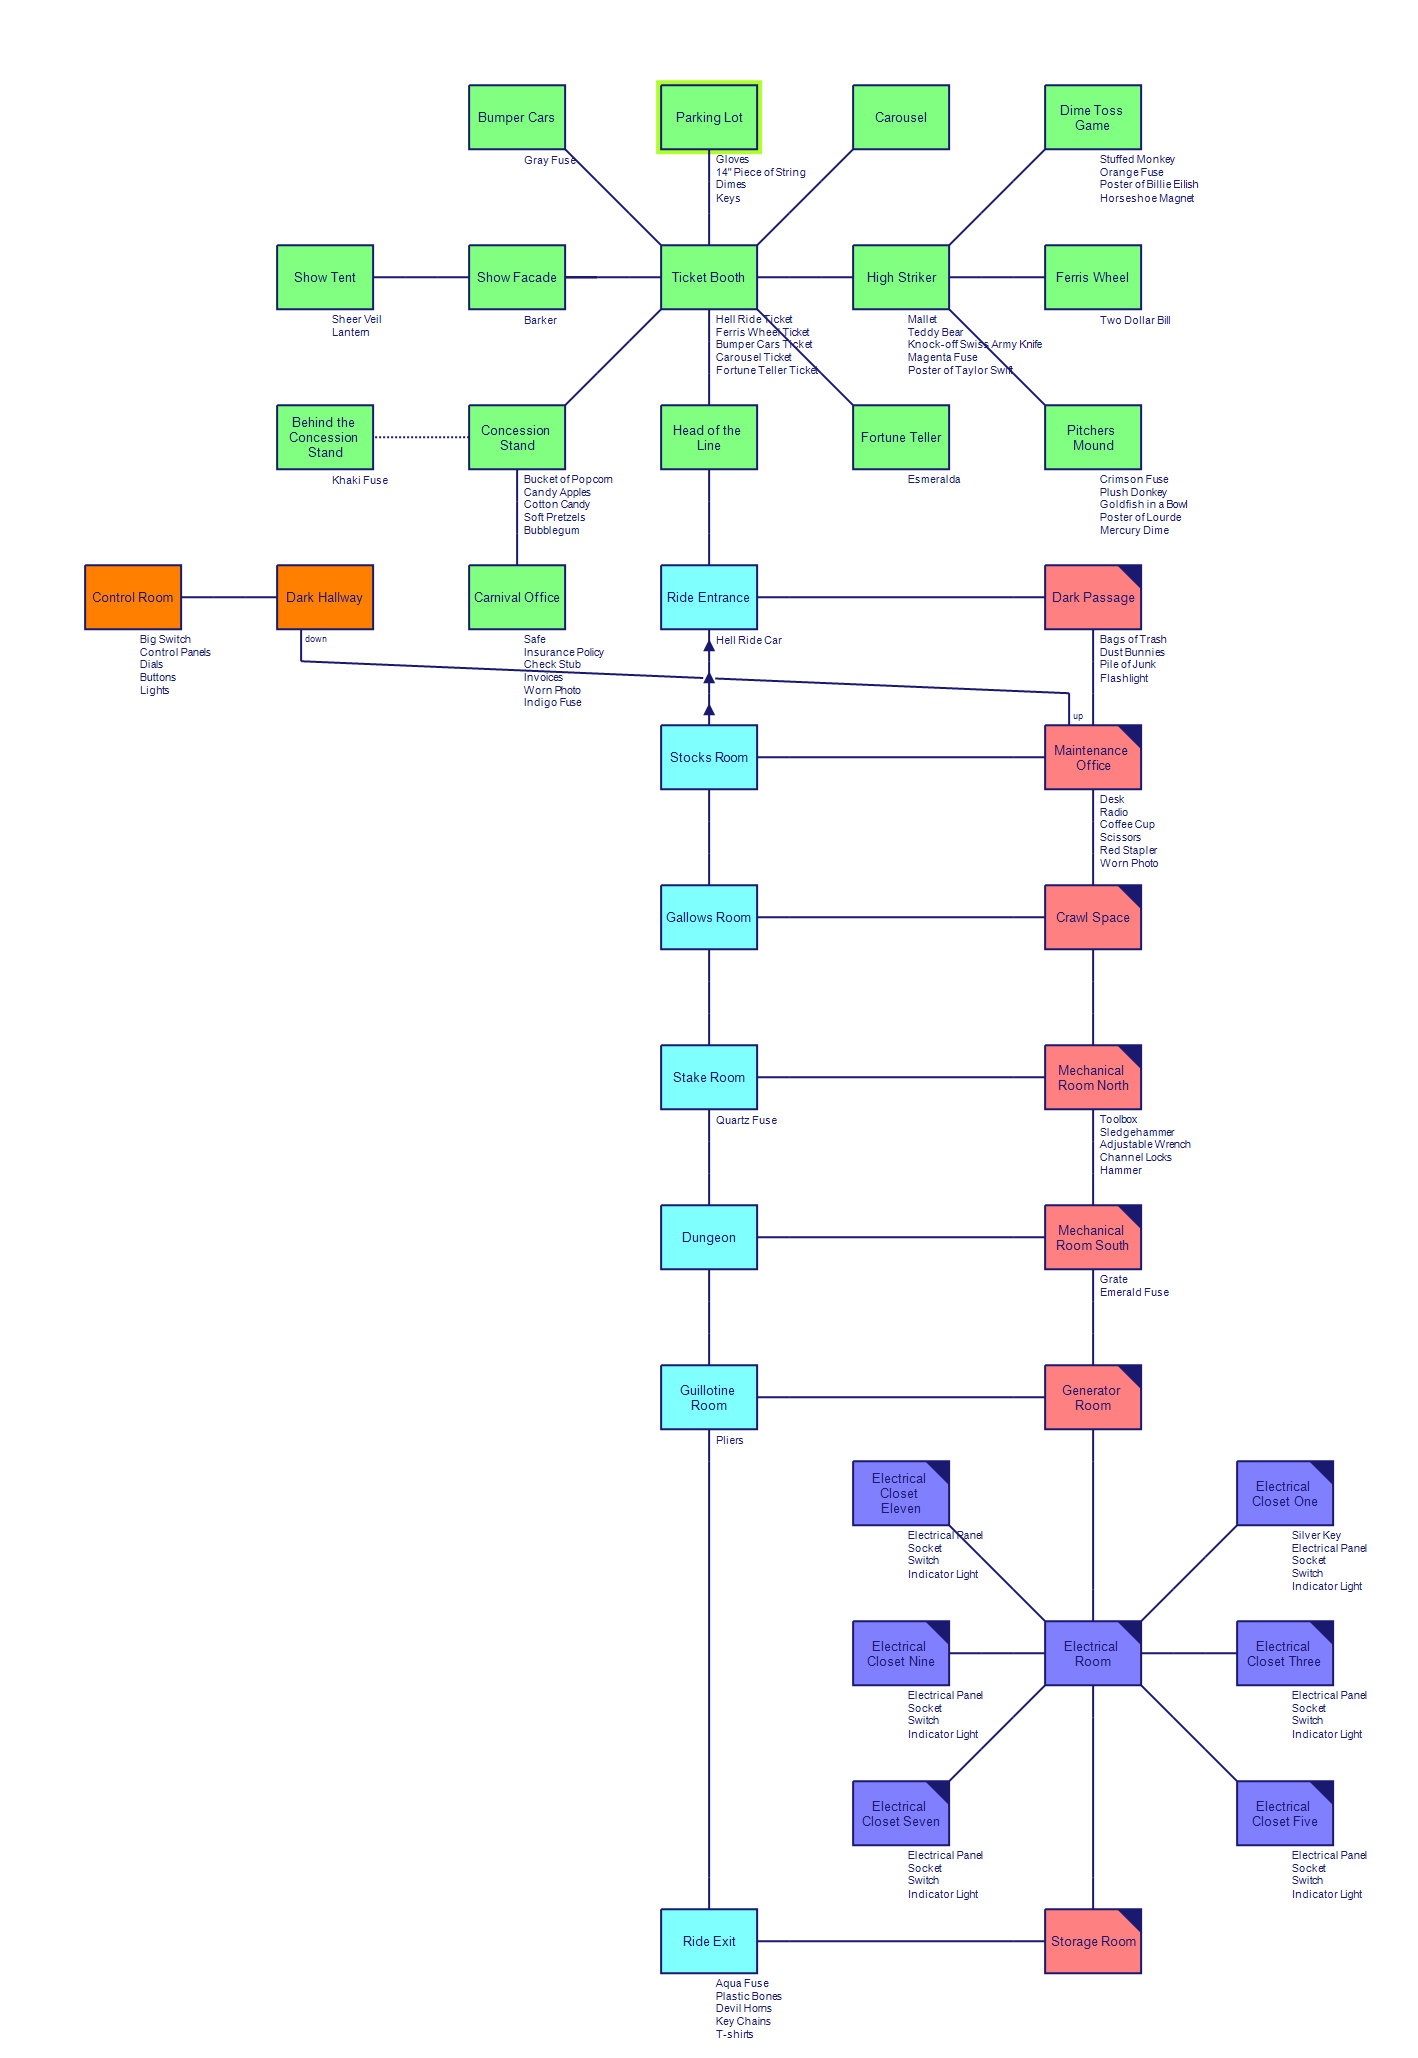 Bumper Cars
Gray Fuse
Parking Lot
Gloves
14" Piece of String
Dimes
Keys
Carousel
Dime Toss
Game
Stuffed Monkey
Orange Fuse
Poster of Billie Eilish
Horseshoe Magnet
Show Tent
Sheer Veil
Lantern
Show Facade
Barker
Ticket Booth
Hell Ride Ticket
Ferris Wheel Ticket
Bumper Cars Ticket
Carousel Ticket
Fortune Teller Ticket
High Striker
Mallet
Teddy Bear
Knock-off Swiss Army Knife
Magenta Fuse
Poster of Taylor Swift
Ferris Wheel
Two Dollar Bill
Behind the
Concession
Stand
Khaki Fuse
Concession
Stand
Bucket of Popcorn
Candy Apples
Cotton Candy
Soft Pretzels
Bubblegum
Head of the
Line
Fortune Teller
Esmeralda
Pitchers
Mound
Crimson Fuse
Plush Donkey
Goldfish in a Bowl
Poster of Lourde
Mercury Dime
Control Room
Big Switch
Control Panels
Dials
Buttons
Lights
Dark Hallway
down
Carnival Office
Safe
Insurance Policy
Check Stub
Invoices
Worn Photo
Indigo Fuse
Ride Entrance
Hell Ride Car
Dark Passage
Bags of Trash
Dust Bunnies
Pile of Junk
Flashlight
up
Stocks Room
Maintenance
Office
Desk
Radio
Coffee Cup
Scissors
Red Stapler
Worn Photo
Gallows Room
Crawl Space
Stake Room
Quartz Fuse
Mechanical
Room North
Toolbox
Sledgehammer
Adjustable Wrench
Channel Locks
Hammer
Dungeon
Mechanical
Room South
Grate
Emerald Fuse
Guillotine
Room
Pliers
Generator
Room
Electrical
Closet
Eleven
Electrical Panel
Socket
Switch
Indicator Light
Electrical
Closet One
Silver Key
Electrical Panel
Socket
Switch
Indicator Light
Electrical
Closet Nine
Electrical Panel
Socket
Switch
Indicator Light
Electrical
Room
Electrical
Closet Three
Electrical Panel
Socket
Switch
Indicator Light
Electrical
Closet Seven
Electrical Panel
Socket
Switch
Indicator Light
Electrical
Closet Five
Electrical Panel
Socket
Switch
Indicator Light
Ride Exit
Aqua Fuse
Plastic Bones
Devil Horns
Key Chains
T-shirts
Storage Room